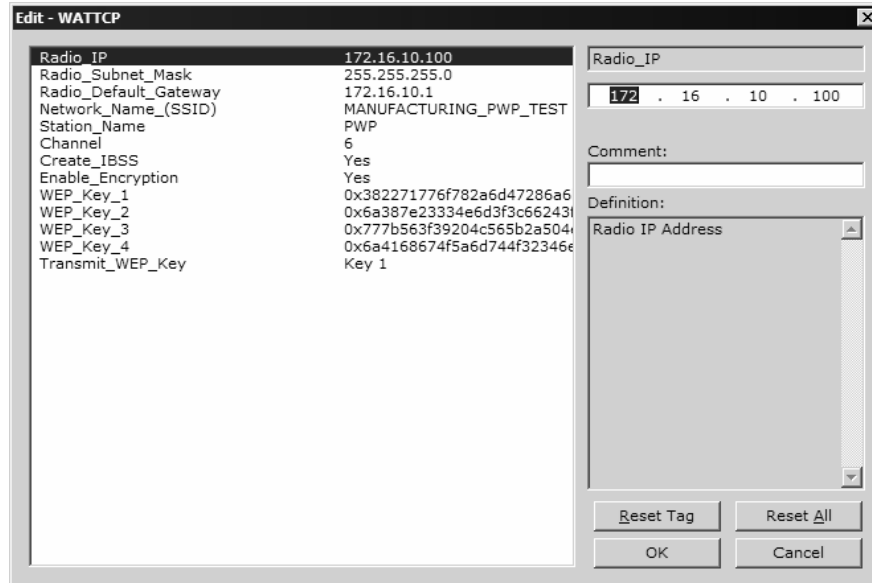 Edit - WATTCP
Radio_IP 172.16.10.100
Radio_Subnet_Mask 255.255.255.0
Radio_Default_Gateway 172.16.10.1
Network_Name_(SSID) MANUFACTURING_PWP_TEST
Station_Name PWP
Channel 6
Create_IBSS Yes
Enable_Encryption Yes
WEP_Key_1 0x382271776f782a6d47286a6
WEP_Key_2 0x6a387e23334e6d3f3c66243
WEP_Key_3 0x777b563f39204c565b2a504
WEP_Key_4 0x6a4168674f5a6d744f32346e
Transmit_WEP_Key Key 1
Radio_IP
172 . 16 . 10 . 100
Comment:
Definition:
Radio IP Address
Reset Tag
Reset All
OK
Cancel